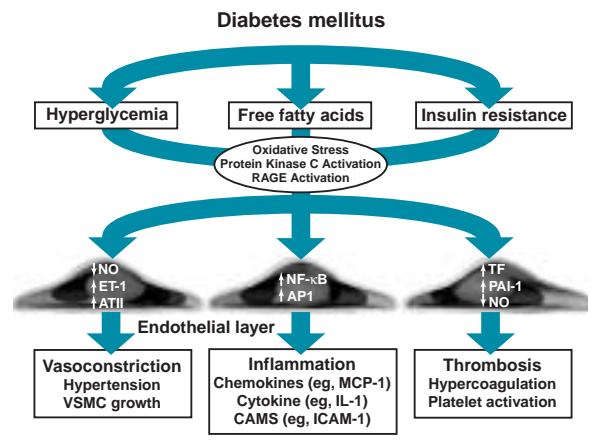 Diabetes mellitus
Hyperglycemia
Free fatty acids
Insulin resistance
Oxidative Stress
Protein Kinase C Activation
RAGE Activation
↓NO
↑ET-1
↑ATII
↑NF-κB
↑AP1
↑TF
↑PAI-1
↓NO
Endothelial layer
Vasoconstriction
Hypertension
VSMC growth
Inflammation
Chemokines (eg, MCP-1)
Cytokine (eg, IL-1)
CAMS (eg, ICAM-1)
Thrombosis
Hypercoagulation
Platelet activation